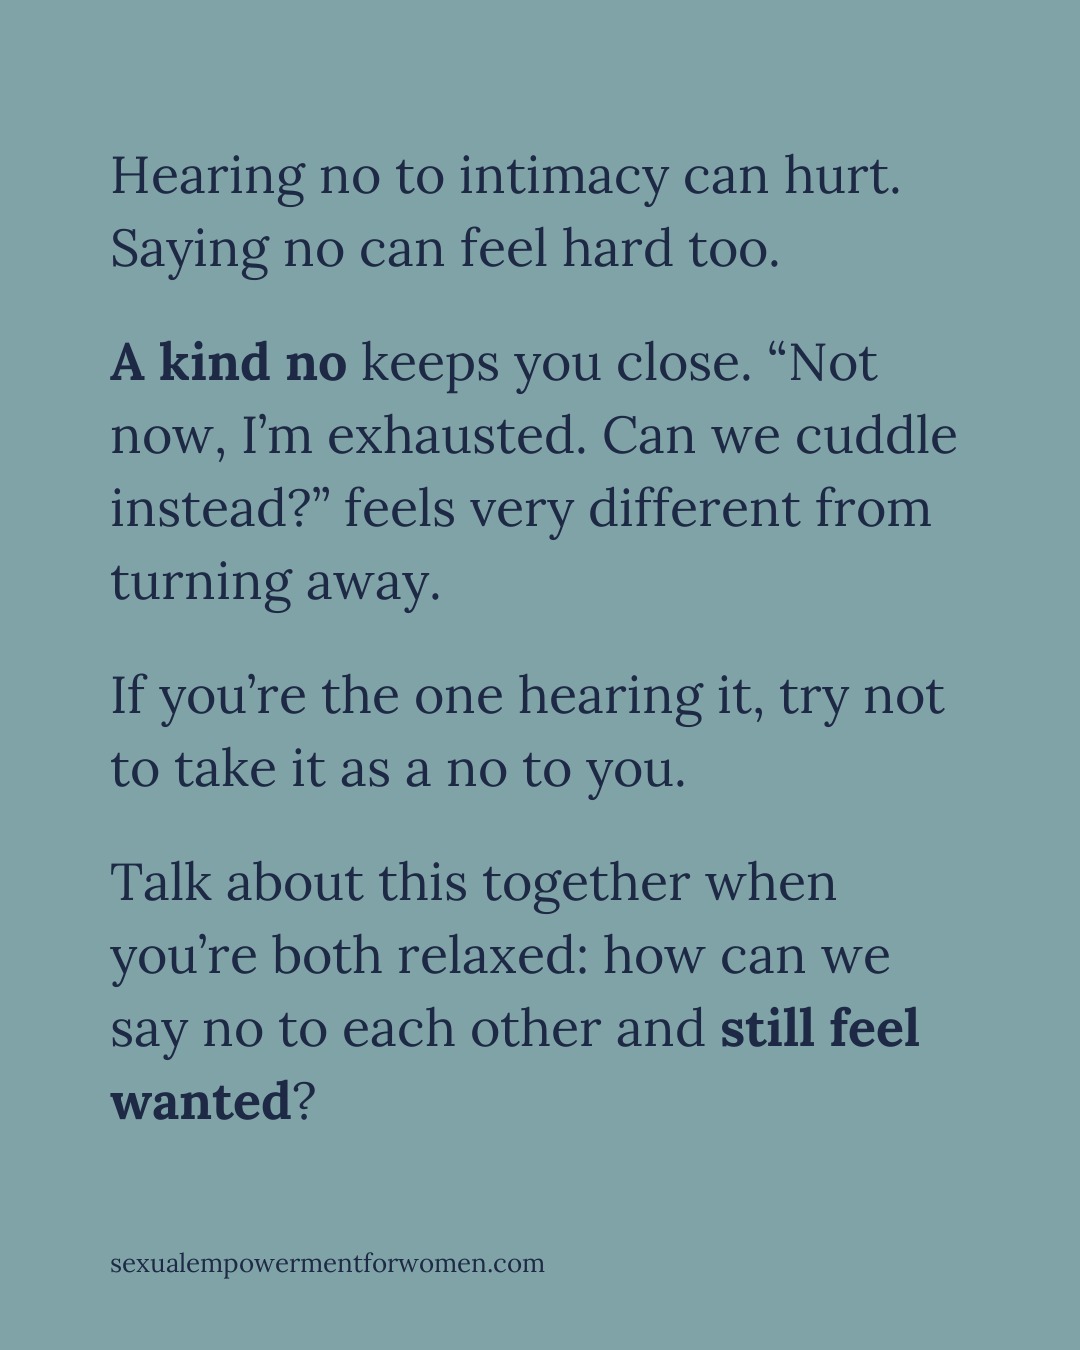 Hearing no to intimacy can hurt.
Saying no can feel hard too.
A kind no keeps you close. “Not
now, I’m exhausted. Can we cuddle
instead?” feels very different from
turning away.
If you’re the one hearing it, try not
to take it as a no to you.
Talk about this together when
you’re both relaxed: how can we
say no to each other and still feel
wanted?
sexualempowermentforwomen.com